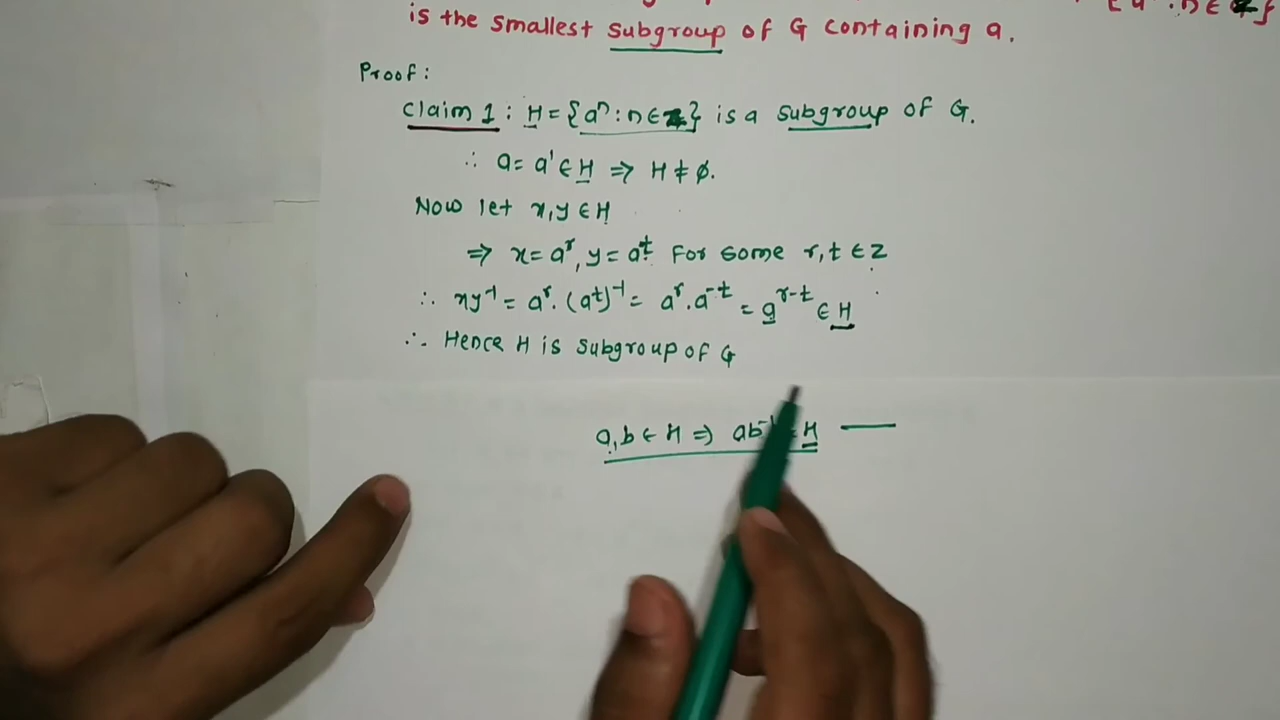 {aⁿ : n ∈ Z}
is the smallest subgroup of G containing a.
Proof:
Claim 1 : H = {aⁿ : n ∈ Z} is a subgroup of G.
∴ a = a¹ ∈ H ⇒ H ≠ ϕ.
Now let x, y ∈ H
⇒ x = aʳ, y = aᵗ. For some r, t ∈ Z
∴ xy⁻¹ = aʳ. (aᵗ)⁻¹ = aʳ. a⁻ᵗ = aʳ⁻ᵗ ∈ H
∴ Hence H is subgroup of G
a, b ∈ H ⇒ ab⁻¹ H